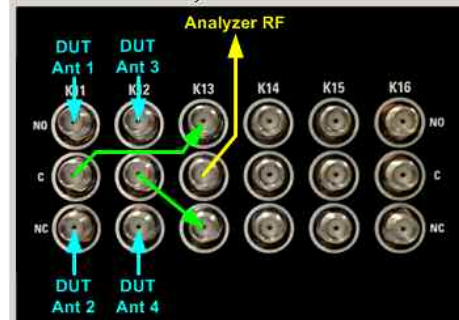 Analyzer RF
DUT Ant 1
DUT Ant 3
K11 K12 K13 K14 K15 K16
NO NO
C C
NC NC
DUT Ant 2
DUT Ant 4